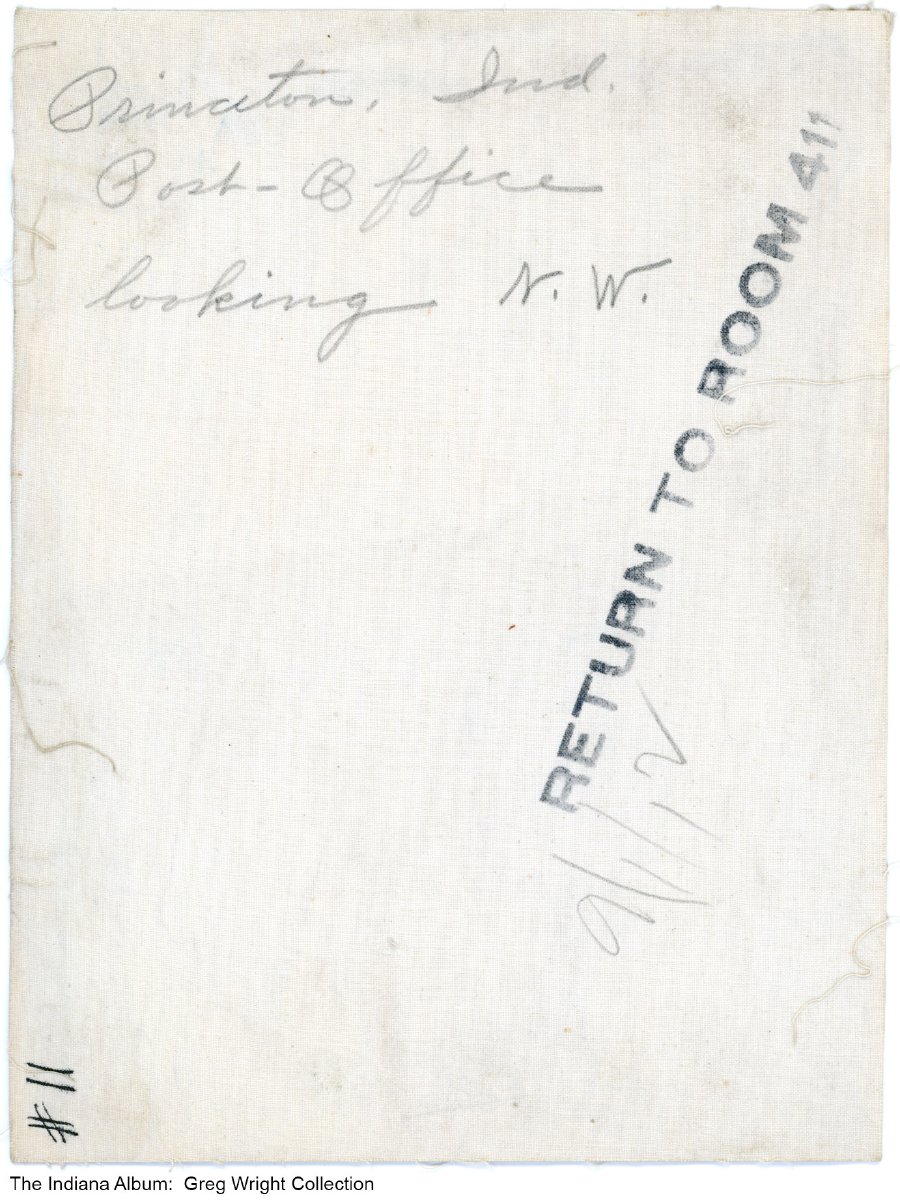 Princeton, Ind.
Post-Office
looking N.W.
RETURN TO ROOM 411
#11
The Indiana Album: Greg Wright Collection